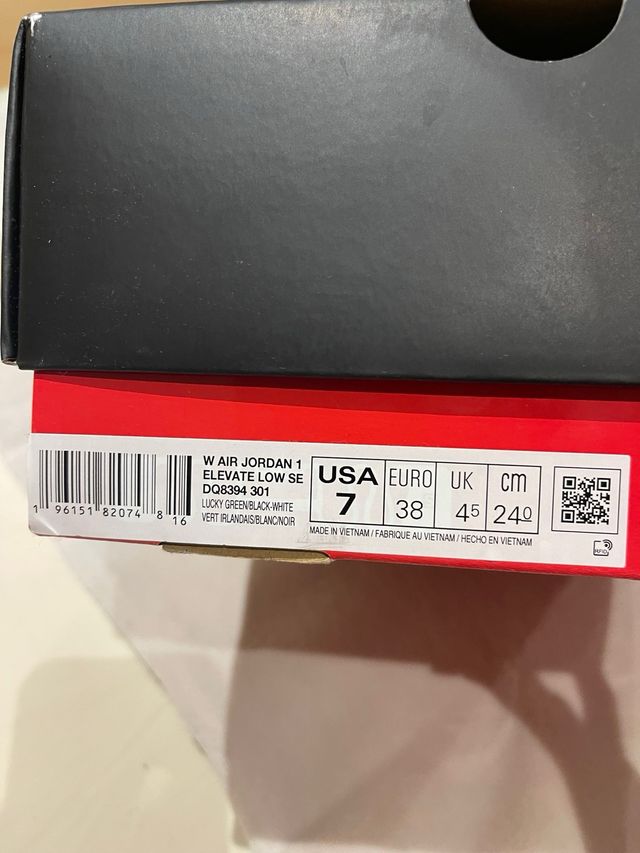 1 96151 82074 8 16
W AIR JORDAN 1
ELEVATE LOW SE
DQ8394 301
LUCKY GREEN/BLACK-WHITE
VERT IRLANDAIS/BLANC/NOIR
USA
7
EURO
38
UK
4⁵
cm
24⁰
MADE IN VIETNAM / FABRIQUE AU VIETNAM / HECHO EN VIETNAM
RFID